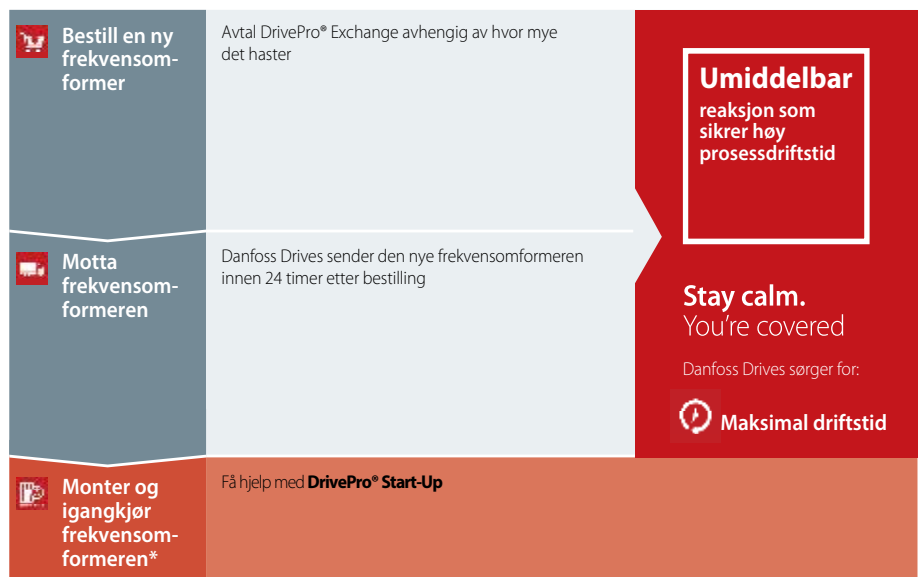 Bestill en ny
frekvensom-
former
Avtal DrivePro® Exchange avhengig av hvor mye
det haster
Motta
frekvensom-
formeren
Danfoss Drives sender den nye frekvensomformeren
innen 24 timer etter bestilling
Monter og
igangkjør
frekvensom-
formeren*
Få hjelp med DrivePro® Start-Up
Umiddelbar
reaksjon som
sikrer høy
prosessdriftstid
Stay calm.
You're covered
Danfoss Drives sørger for:
Maksimal driftstid